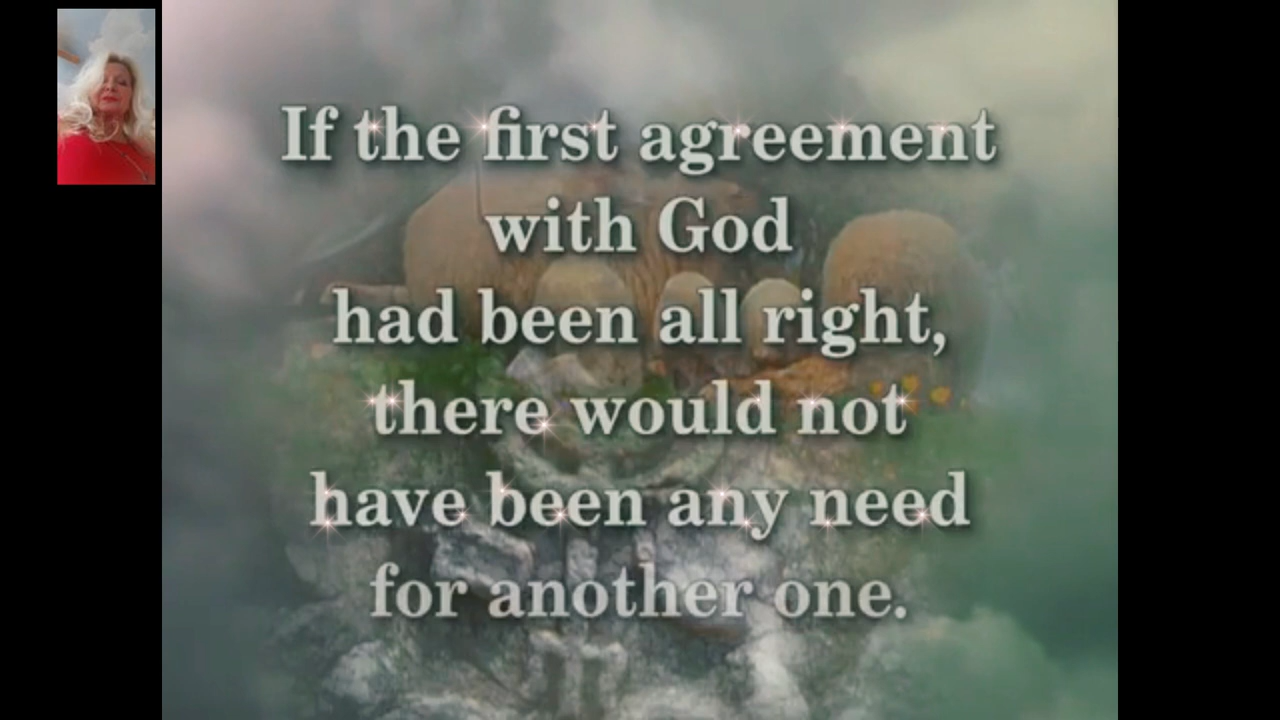 If the first agreement
with God
had been all right,
there would not
have been any need
for another one.